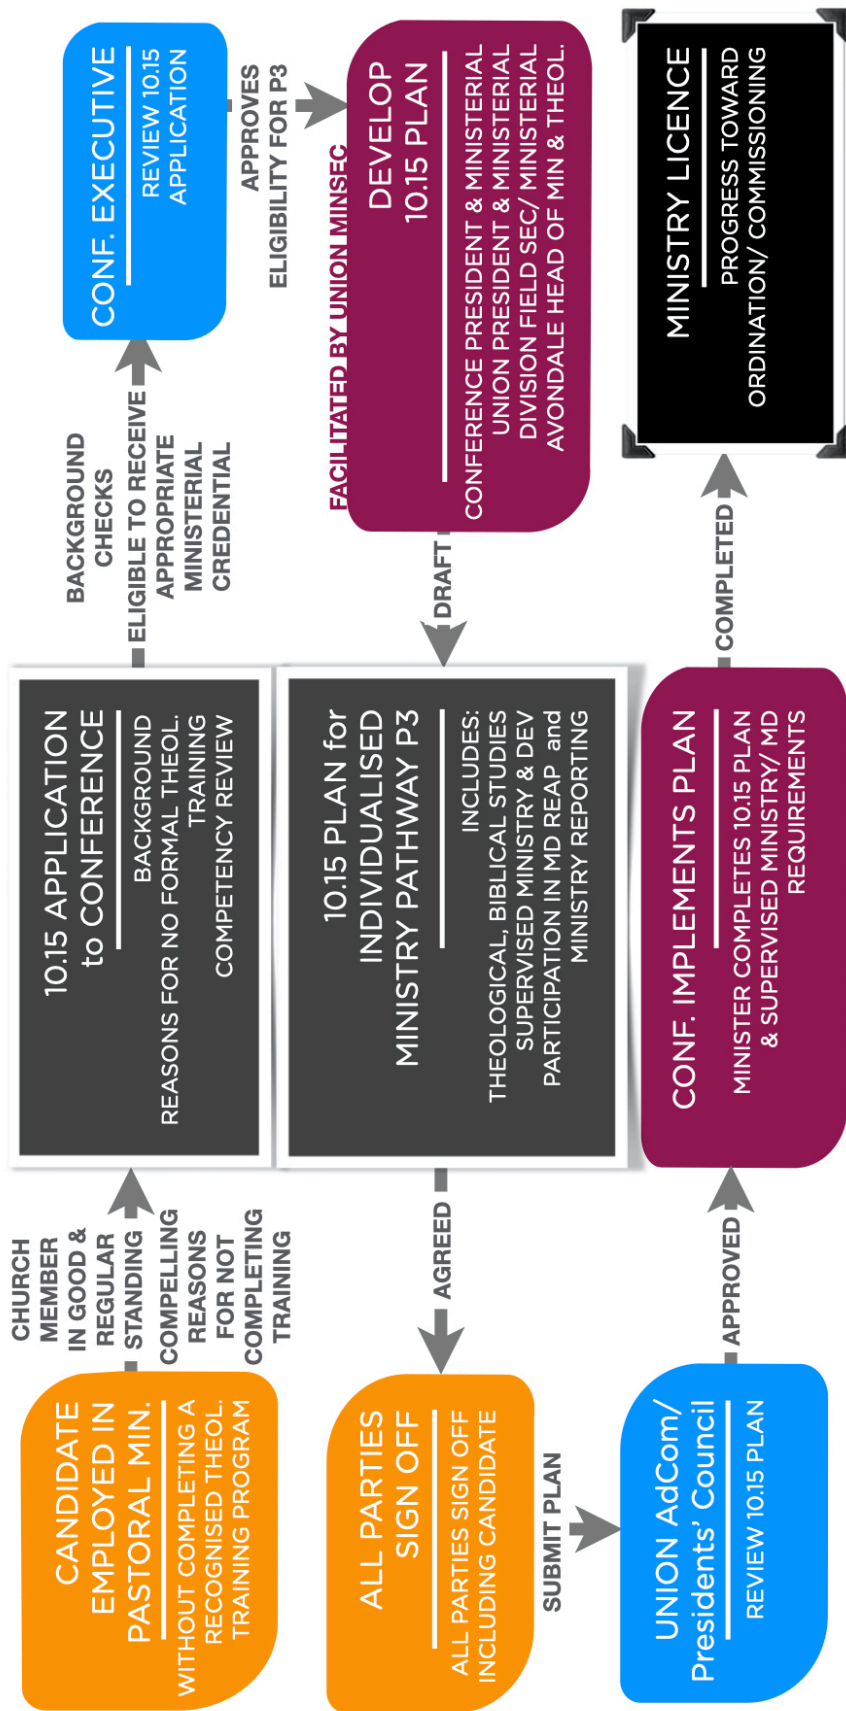 CANDIDATE
EMPLOYED IN
PASTORAL MIN.
WITHOUT COMPLETING A
RECOGNISED THEOL.
TRAINING PROGRAM
CHURCH
MEMBER
IN GOOD &
REGULAR
STANDING
COMPELLING
REASONS
FOR NOT
COMPLETING
TRAINING
10.15 APPLICATION
to CONFERENCE
BACKGROUND
REASONS FOR NO FORMAL THEOL.
TRAINING
COMPETENCY REVIEW
BACKGROUND
CHECKS
ELIGIBLE TO RECEIVE
APPROPRIATE
MINISTERIAL
CREDENTIAL
CONF. EXECUTIVE
REVIEW 10.15
APPLICATION
APPROVES
ELIGIBILITY FOR P3
FACILITATED BY UNION MINSEC
DEVELOP
10.15 PLAN
CONFERENCE PRESIDENT & MINISTERIAL
UNION PRESIDENT & MINISTERIAL
DIVISION FIELD SEC/ MINISTERIAL
AVONDALE HEAD OF MIN & THEOL.
DRAFT
10.15 PLAN for
INDIVIDUALISED
MINISTRY PATHWAY P3
INCLUDES:
THEOLOGICAL, BIBLICAL STUDIES
SUPERVISED MINISTRY & DEV
PARTICIPATION IN MD REAP and
MINISTRY REPORTING
AGREED
ALL PARTIES
SIGN OFF
ALL PARTIES SIGN OFF
INCLUDING CANDIDATE
SUBMIT PLAN
UNION AdCom/
Presidents' Council
REVIEW 10.15 PLAN
APPROVED
CONF. IMPLEMENTS PLAN
MINISTER COMPLETES 10.15 PLAN
& SUPERVISED MINISTRY/ MD
REQUIREMENTS
COMPLETED
MINISTRY LICENCE
PROGRESS TOWARD
ORDINATION/ COMMISSIONING